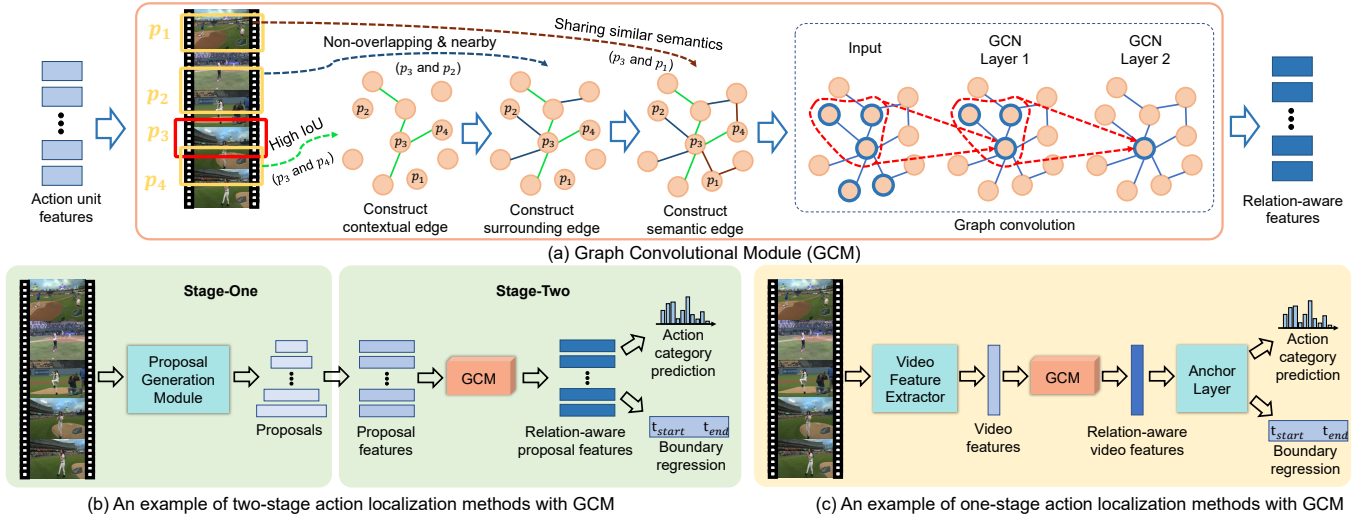 p1
p2
p3
p4
Action unit
features
Non-overlapping & nearby
(p3 and p2)
Sharing similar semantics
(p3 and p1)
High IoU
(p3 and p4)
p2
p4
p3
p1
Construct
contextual edge
p2
p4
p3
p1
Construct
surrounding edge
p2
p4
p3
p1
Construct
semantic edge
Input
GCN
Layer 1
GCN
Layer 2
Graph convolution
Relation-aware
features
(a) Graph Convolutional Module (GCM)
Stage-One
Proposal
Generation
Module
Proposals
Stage-Two
Proposal
features
GCM
Relation-aware
proposal features
Action
category
prediction
tstart tend
Boundary
regression
(b) An example of two-stage action localization methods with GCM
Video
Feature
Extractor
Video
features
GCM
Relation-aware
video features
Anchor
Layer
Action
category
prediction
tstart tend
Boundary
regression
(c) An example of one-stage action localization methods with GCM